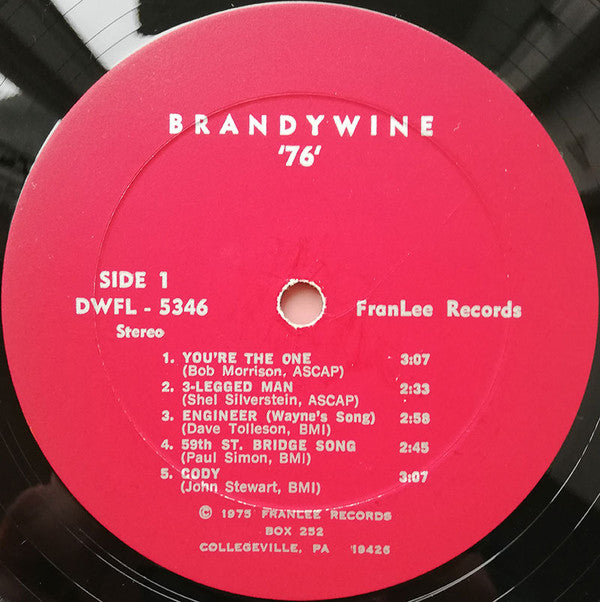 BRANDYWINE
'76'
SIDE 1
DWFL - 5346
Stereo
FranLee Records
1. YOU'RE THE ONE 3:07
(Bob Morrison, ASCAP)
2. 3-LEGGED MAN 2:33
(Shel Silverstein, ASCAP)
3. ENGINEER (Wayne's Song) 2:58
(Dave Tolleson, BMI)
4. 59th ST. BRIDGE SONG 2:45
(Paul Simon, BMI)
5. CODY 3:07
(John Stewart, BMI)
© 1975 FRANLEE RECORDS
BOX 252
COLLEGEVILLE, PA 19426